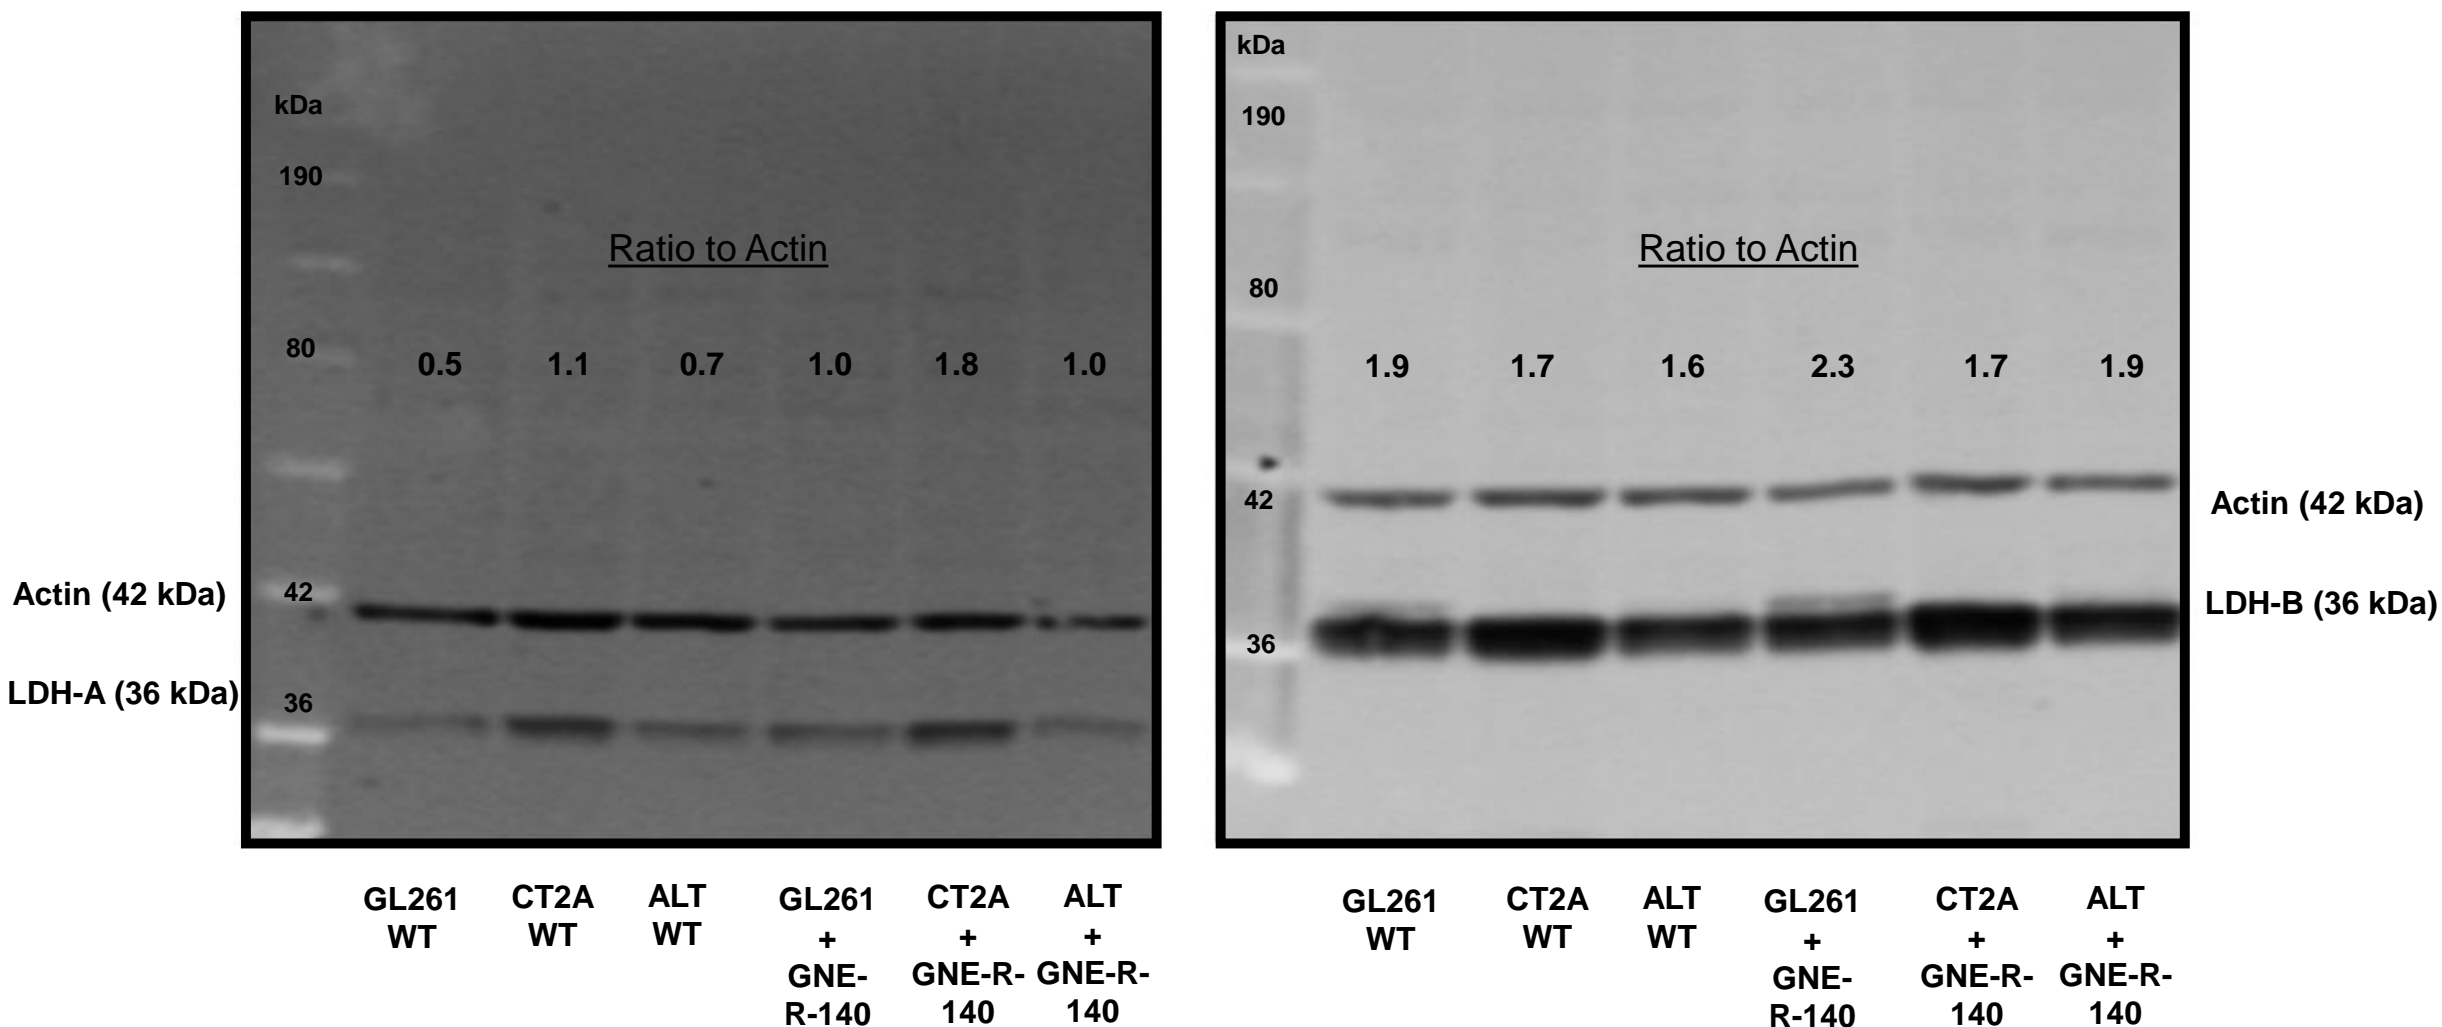 kDa
190
Ratio to Actin
80
0.5 1.1 0.7 1.0 1.8 1.0
Actin (42 kDa)
42
LDH-A (36 kDa)
36
GL261 CT2A ALT GL261 CT2A ALT
WT WT WT + + +
GNE- GNE-R- GNE-R-
R-140 140 140
kDa
190
Ratio to Actin
80
1.9 1.7 1.6 2.3 1.7 1.9
42
Actin (42 kDa)
LDH-B (36 kDa)
36
GL261 CT2A ALT GL261 CT2A ALT
WT WT WT + + +
GNE- GNE-R- GNE-R-
R-140 140 140